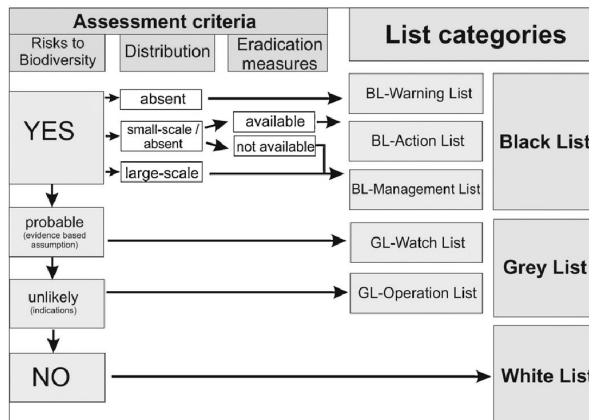 Assessment criteria
List categories
Risks to
Biodiversity
Distribution
Eradication
measures
YES
absent
small-scale /
absent
available
not available
large-scale
BL-Warning List
BL-Action List
BL-Management List
Black List
probable
(evidence based
assumption)
GL-Watch List
Grey List
unlikely
(indications)
GL-Operation List
NO
White List